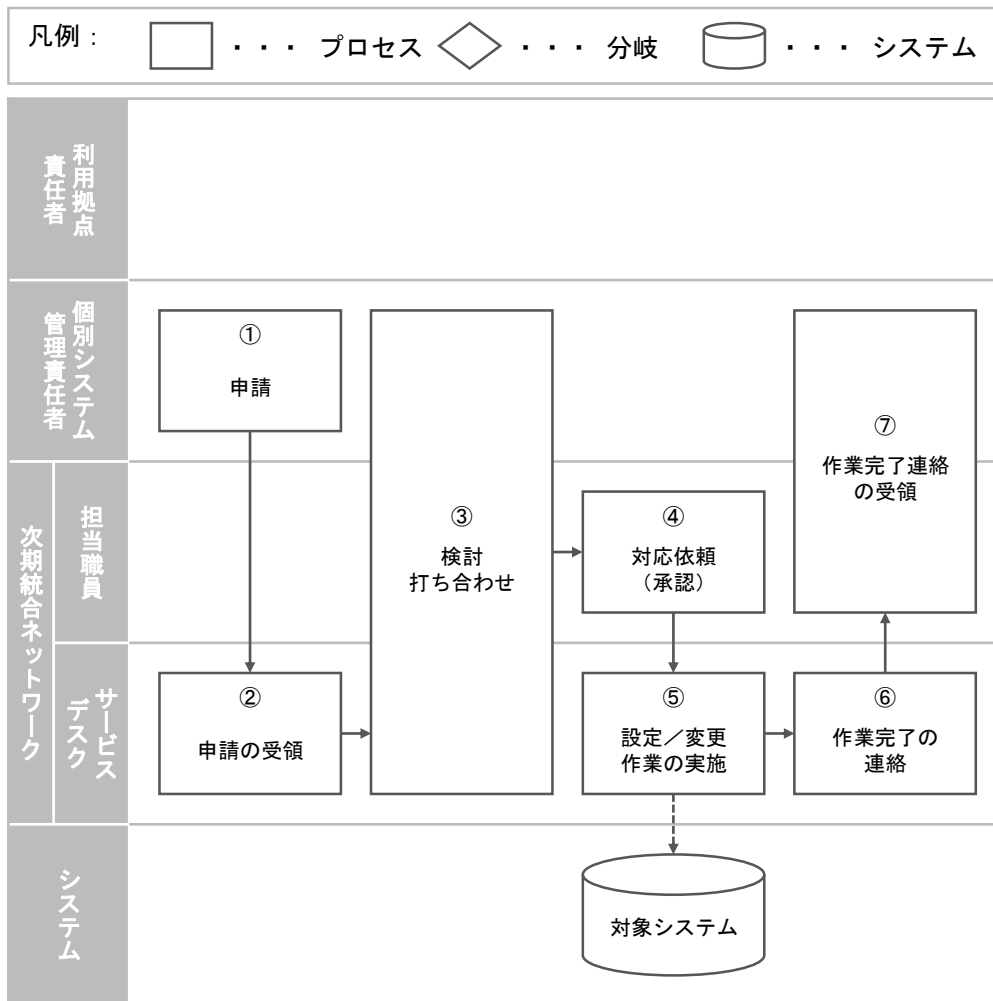 凡例：
・・・ プロセス
・・・ 分岐
・・・ システム
利用拠点
責任者
個別システム
管理責任者
次期統合ネットワーク
担当職員
サービス
デスク
システム
①
申請
②
申請の受領
③
検討
打ち合わせ
④
対応依頼
（承認）
⑤
設定／変更
作業の実施
⑥
作業完了の
連絡
⑦
作業完了連絡
の受領
対象システム